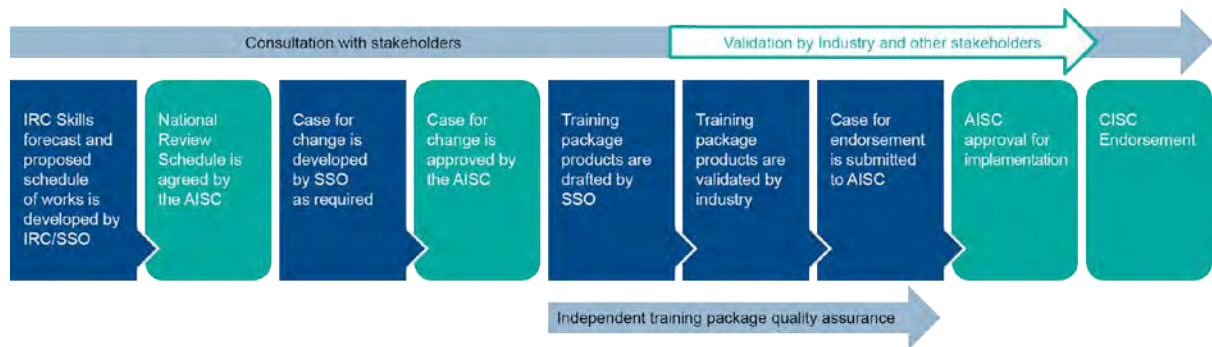 Consultation with stakeholders
Validation by Industry and other stakeholders
IRC Skills
forecast and
proposed
schedule
of works is
developed by
IRC/SSO
National
Review
Schedule is
agreed by
the AISC
Case for
change is
developed
by SSO
as required
Case for
change is
approved by
the AISC
Training
package
products are
drafted by
SSO
Training
package
products are
validated by
industry
Case for
endorsement
is submitted
to AISC
AISC
approval for
implementation
CISC
Endorsement
Independent training package quality assurance